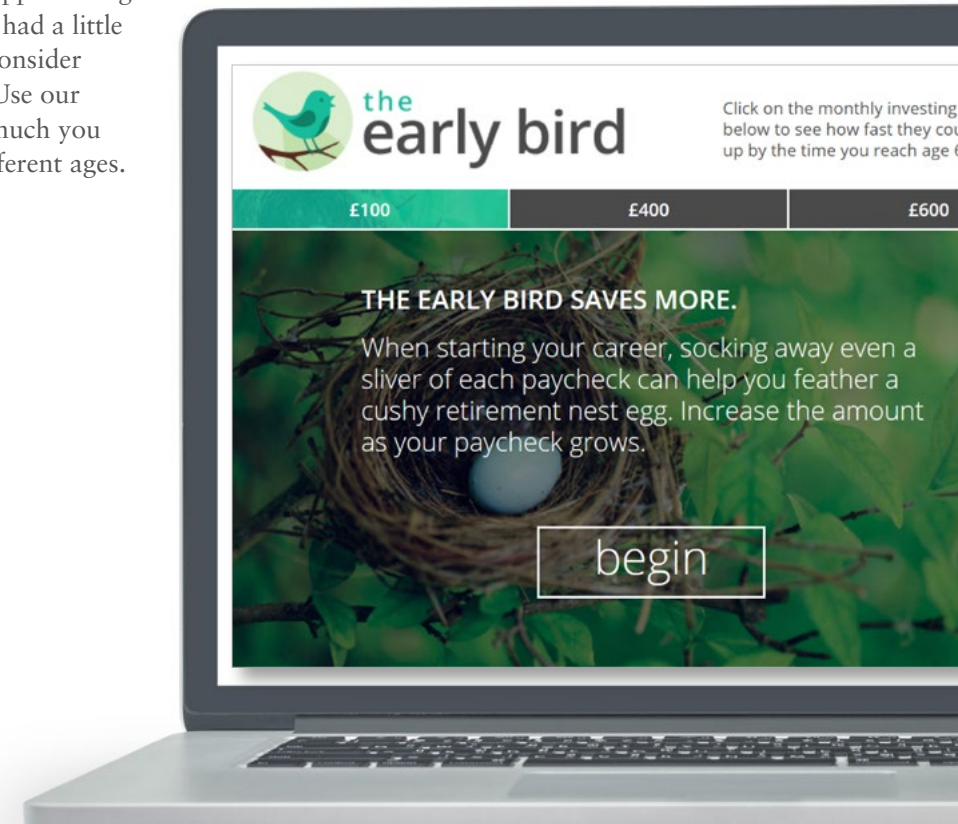 had a little
onsider
Use our
much you
ferent ages.
the
early bird
Click on the monthly investing
below to see how fast they cou
up by the time you reach age 6
£100
£400
£600
THE EARLY BIRD SAVES MORE.
When starting your career, socking away even a
sliver of each paycheck can help you feather a
cushy retirement nest egg. Increase the amount
as your paycheck grows.
begin